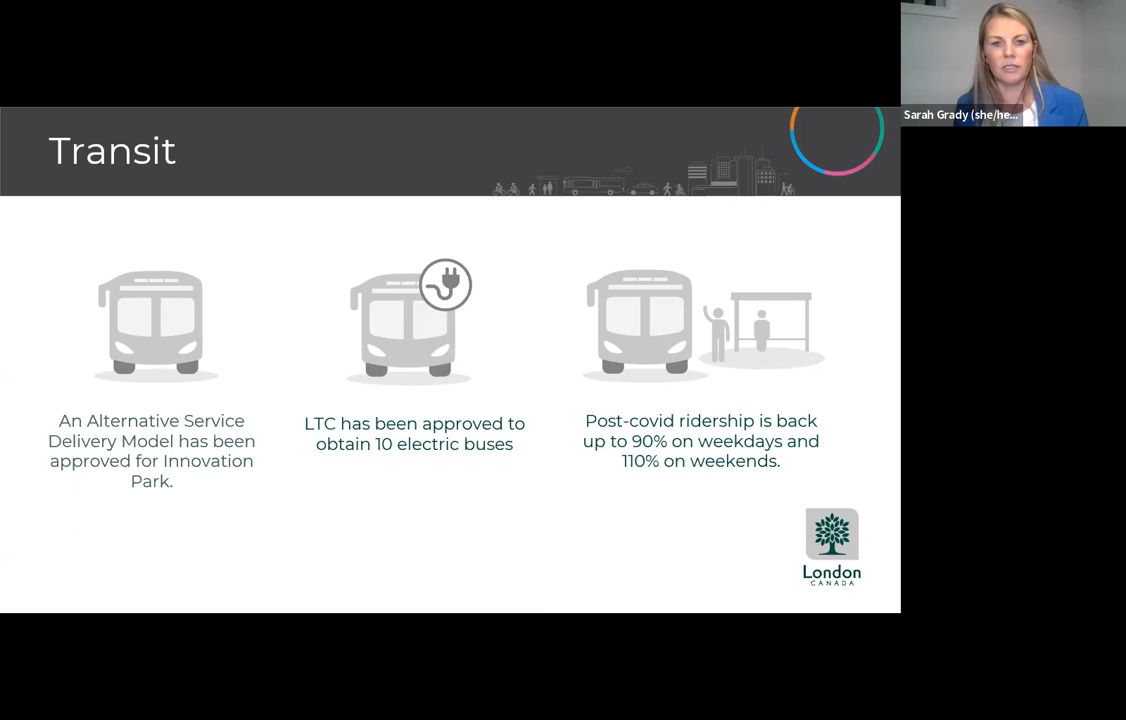 Sarah Grady (she/he...
Transit
An Alternative Service
Delivery Model has been
approved for Innovation
Park.
LTC has been approved to
obtain 10 electric buses
Post-covid ridership is back
up to 90% on weekdays and
110% on weekends.
London
CANADA